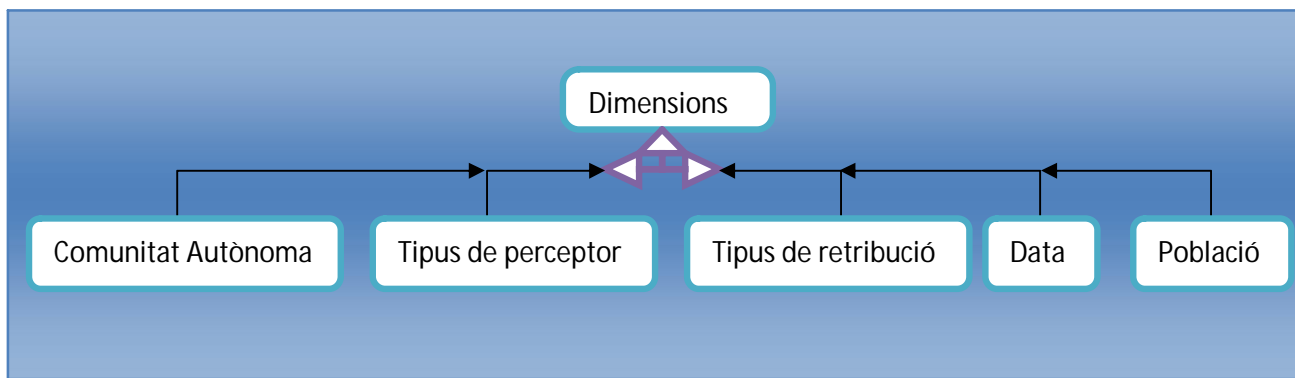 Dimensions
Comunitat Autònoma
Tipus de perceptor
Tipus de retribució
Data
Població